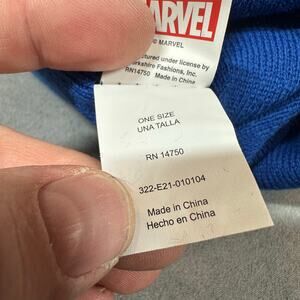 MARVEL
© MARVEL
ctured under license by
rkshire Fashions, Inc.
RN14750
Made in China
ONE SIZE
UNA TALLA
RN 14750
322-E21-010104
Made in China
Hecho en China